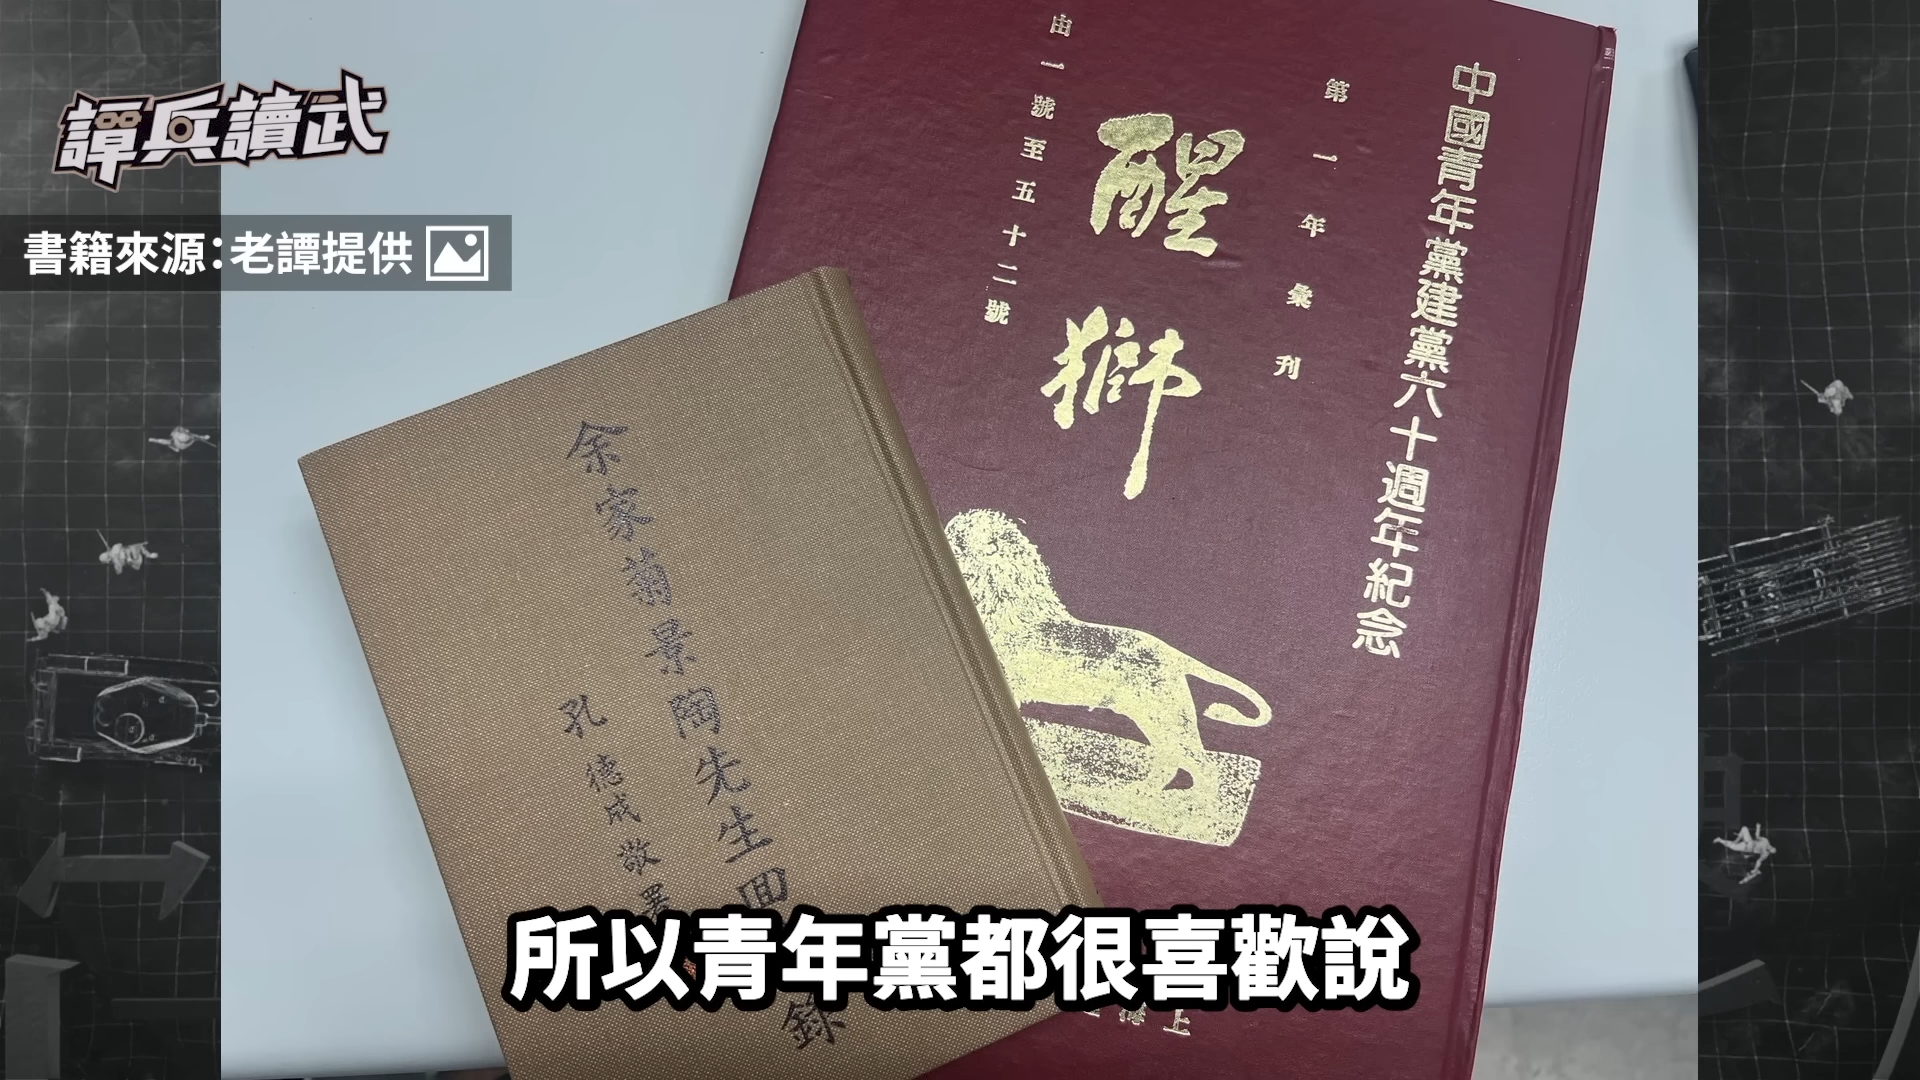 譚兵讀武
書籍來源：老譚提供
中國青年黨建黨六十週年紀念
第一年彙刊
醒獅
由一號至五十二號
余家菊景陶先生回
錄
孔德成敬署
所以青年黨都很喜歡說